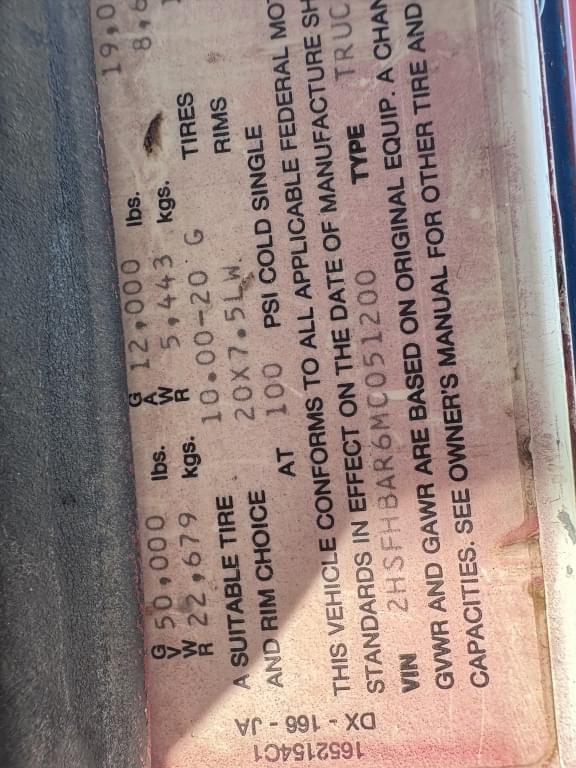 G V W R 50,000 lbs. G A W R 12,000 lbs. 19,0
22,679 kgs. 5,443 kgs. 8,6
A SUITABLE TIRE 10.00-20 G TIRES
AND RIM CHOICE 20X7.5LW. RIMS
AT 100 PSI COLD SINGLE
THIS VEHICLE CONFORMS TO ALL APPLICABLE FEDERAL MOT
STANDARDS IN EFFECT ON THE DATE OF MANUFACTURE SH
VIN 2HSFHBAR6MC051200 TYPE TRUC
GVWR AND GAWR ARE BASED ON ORIGINAL EQUIP. A CHAN
CAPACITIES. SEE OWNER'S MANUAL FOR OTHER TIRE AND
DX - 166 - JA
1652154C1